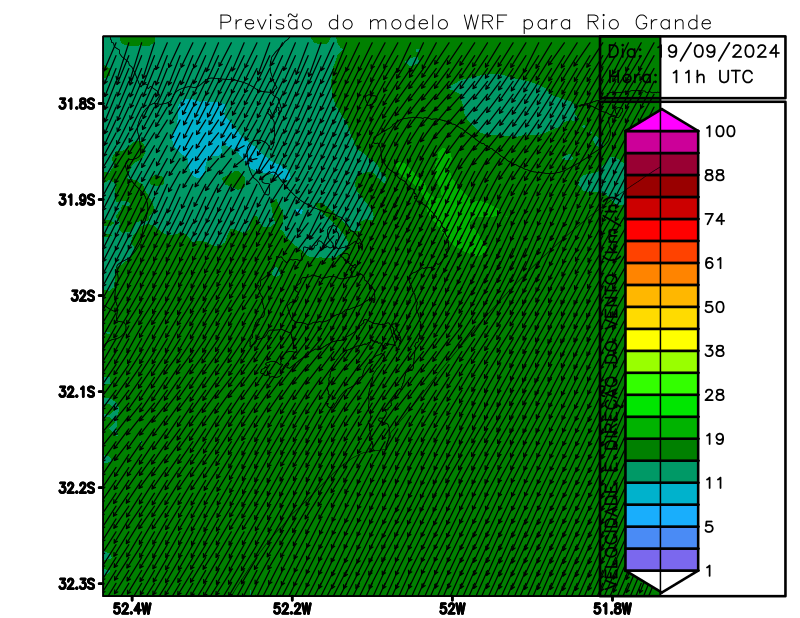 Previsão do modelo WRF para Rio Grande
Dia: 19/09/2024
Hora: 11h UTC
31.8S
31.9S
32S
32.1S
32.2S
32.3S
52.4W
52.2W
52W
51.8W
VELOCIDADE E DIREÇÃO DO VENTO (km/h)
100
88
74
61
50
38
28
19
11
5
1